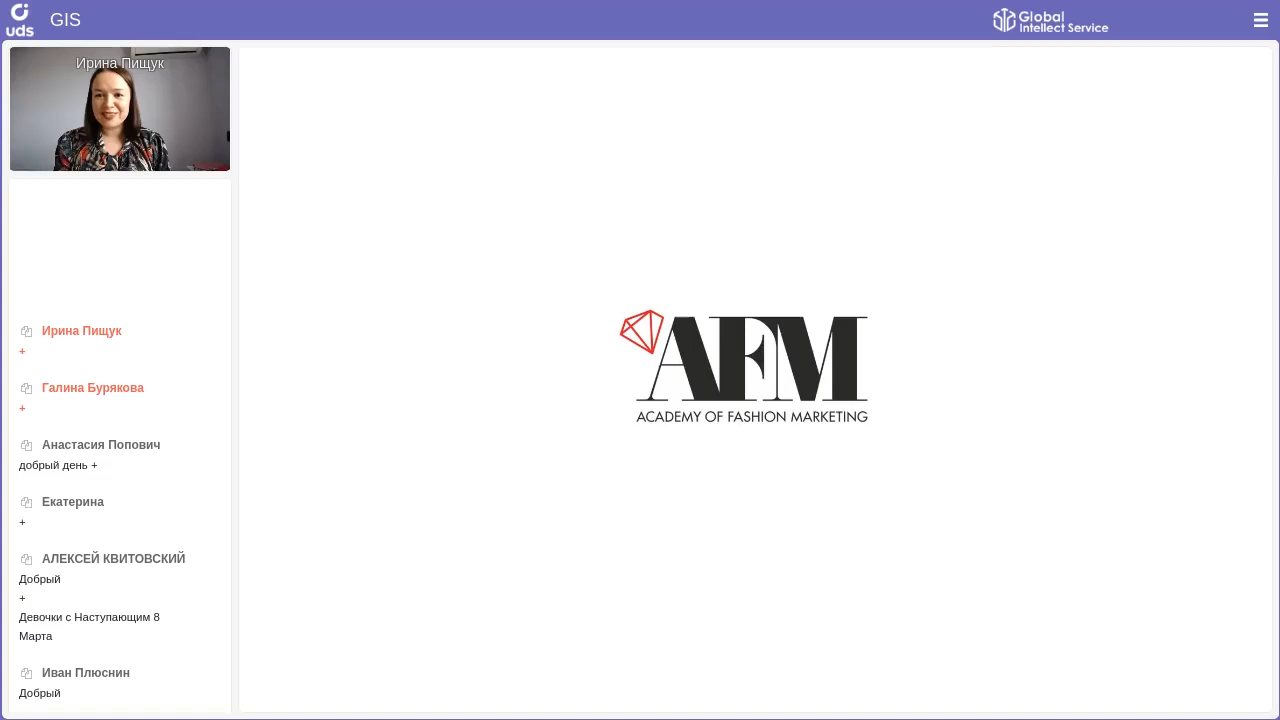 uds
GIS
Global
Intellect Service
Ирина Пищук
Ирина Пищук
+
Галина Бурякова
+
Анастасия Попович
добрый день +
Екатерина
+
АЛЕКСЕЙ КВИТОВСКИЙ
Добрый
+
Девочки с Наступающим 8
Марта
Иван Плюснин
Добрый
AFM
ACADEMY OF FASHION MARKETING